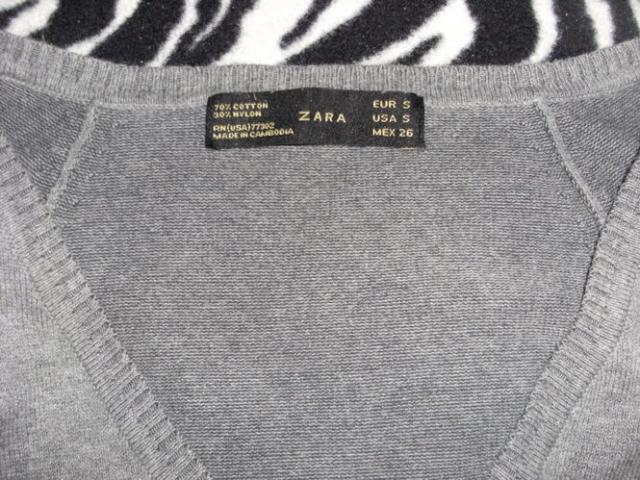 70% COTTON
30% NYLON
RN(USA)77302
MADE IN CAMBODIA
ZARA
EUR S
USA S
MEX 26